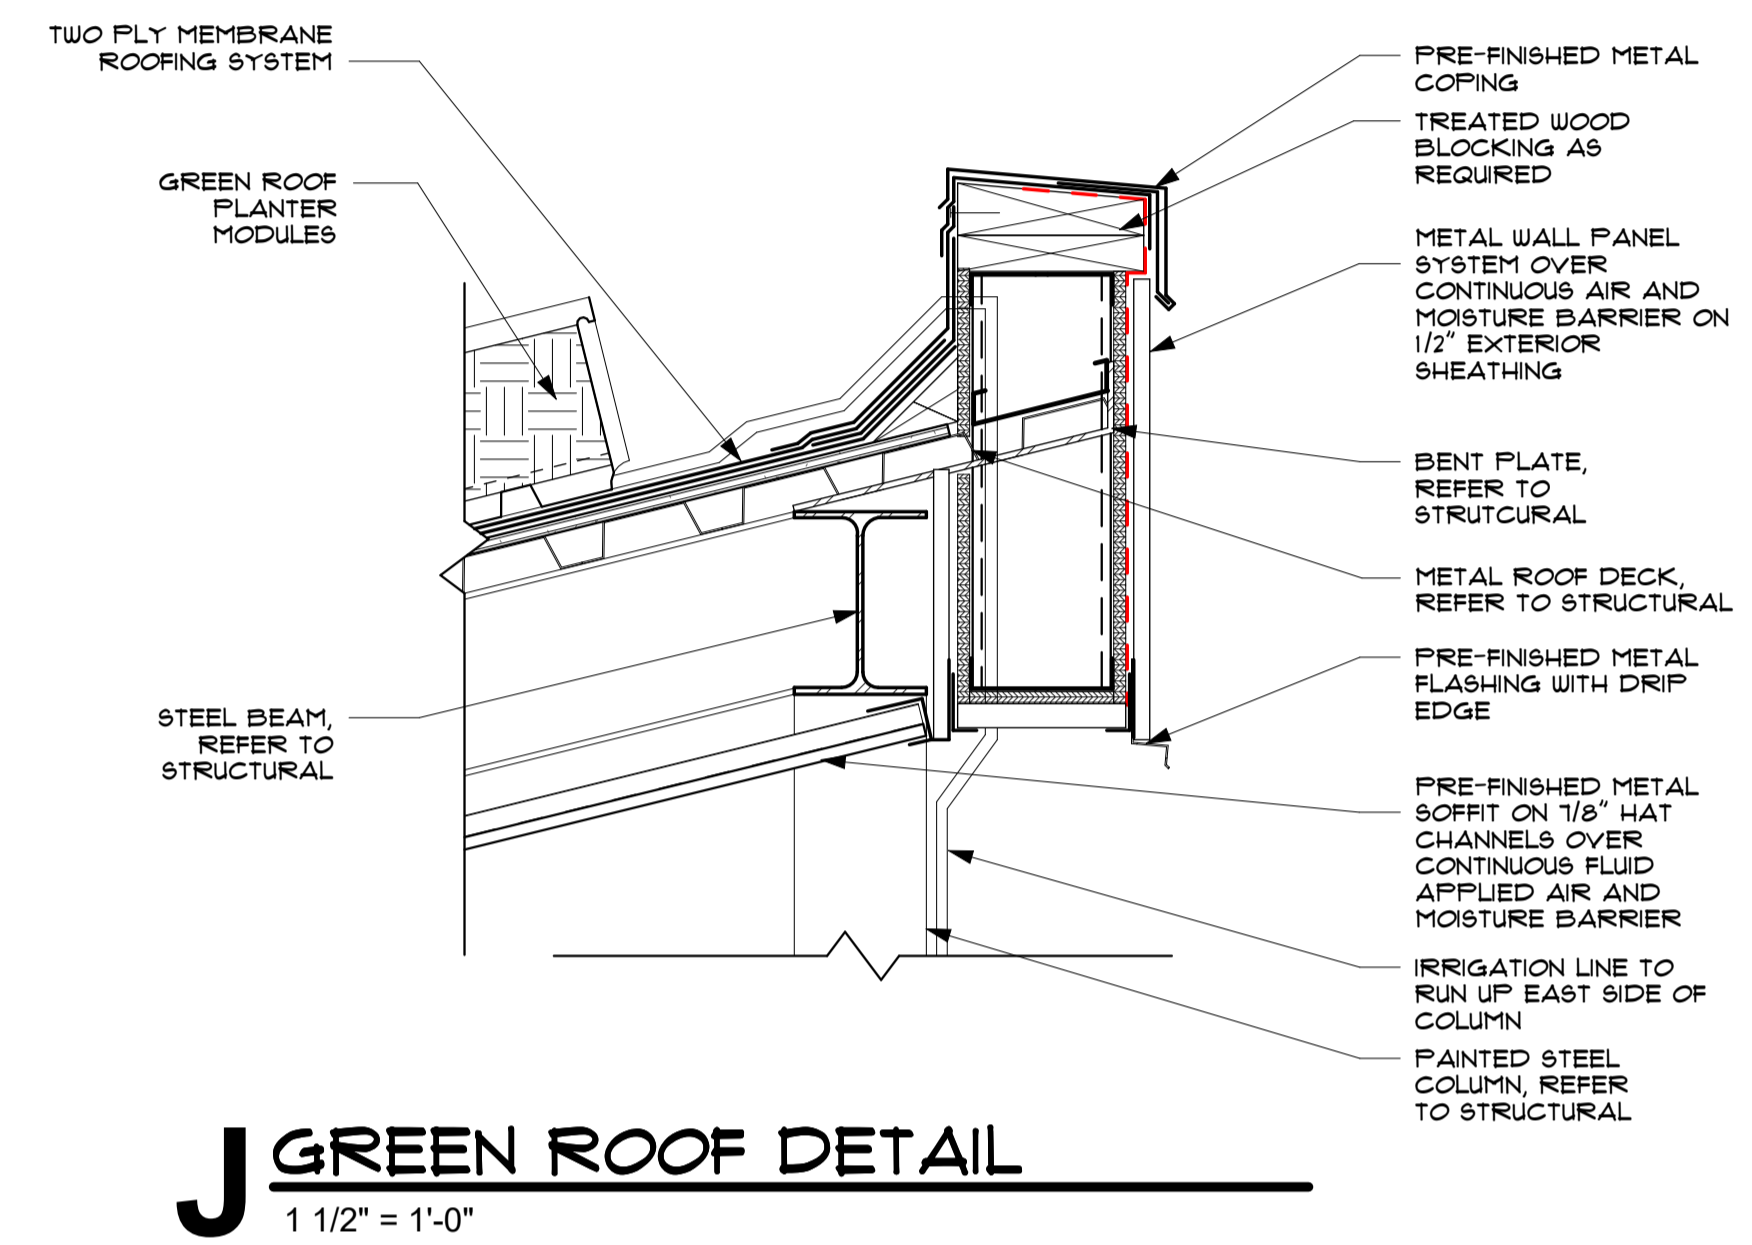 TWO PLY MEMBRANE
ROOFING SYSTEM
GREEN ROOF
PLANTER
MODULES
STEEL BEAM,
REFER TO
STRUCTURAL
PRE-FINISHED METAL
COPING
TREATED WOOD
BLOCKING AS
REQUIRED
METAL WALL PANEL
SYSTEM OVER
CONTINUOUS AIR AND
MOISTURE BARRIER ON
1/2" EXTERIOR
SHEATHING
BENT PLATE,
REFER TO
STRUTCURAL
METAL ROOF DECK,
REFER TO STRUCTURAL
PRE-FINISHED METAL
FLASHING WITH DRIP
EDGE
PRE-FINISHED METAL
SOFFIT ON 7/8" HAT
CHANNELS OVER
CONTINUOUS FLUID
APPLIED AIR AND
MOISTURE BARRIER
IRRIGATION LINE TO
RUN UP EAST SIDE OF
COLUMN
PAINTED STEEL
COLUMN, REFER
TO STRUCTURAL
J GREEN ROOF DETAIL
1 1/2" = 1'-0"